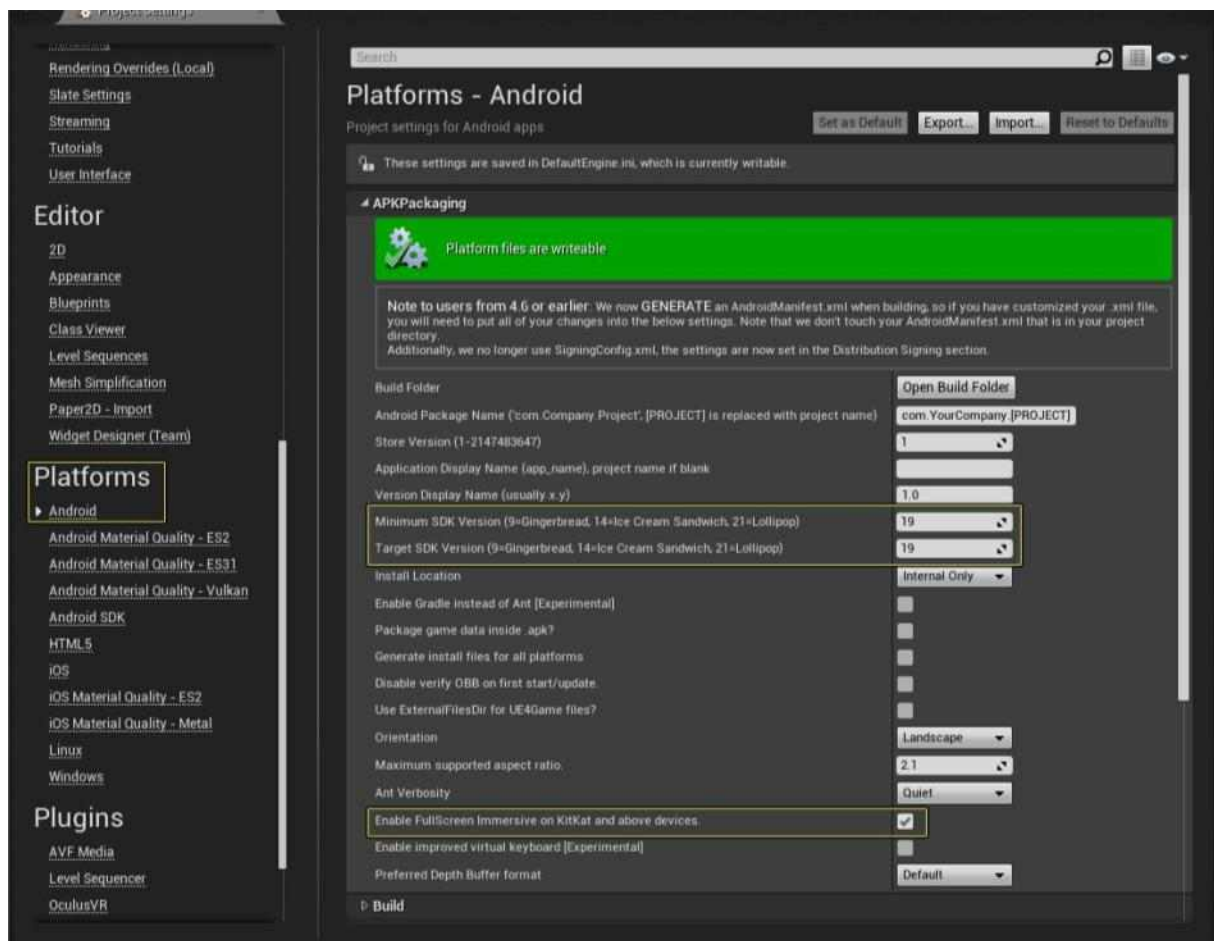 Project Settings
Search
Rendering Overrides (Local)
Slate Settings
Streaming
Tutorials
User Interface
Editor
2D
Appearance
Blueprints
Class Viewer
Level Sequences
Mesh Simplification
Paper2D - Import
Widget Designer (Team)
Platforms
Android
Android Material Quality - ES2
Android Material Quality - ES31
Android Material Quality - Vulkan
Android SDK
HTML5
iOS
iOS Material Quality - ES2
iOS Material Quality - Metal
Linux
Windows
Plugins
AVF Media
Level Sequencer
OculusVR
Platforms - Android
Project settings for Android apps
Set as Default Export... Import... Reset to Defaults
These settings are saved in DefaultEngine.ini, which is currently writable.
APKPackaging
Platform files are writeable
Note to users from 4.6 or earlier: We now GENERATE an AndroidManifest.xml when building, so if you have customized your .xml file,
you will need to put all of your changes into the below settings. Note that we don't touch your AndroidManifest.xml that is in your project
directory.
Additionally, we no longer use SigningConfig.xml, the settings are now set in the Distribution Signing section.
Build Folder Open Build Folder
Android Package Name ('com.Company.Project', [PROJECT] is replaced with project name) com.YourCompany.[PROJECT]
Store Version (1-2147483647) 1
Application Display Name (app_name), project name if blank
Version Display Name (usually x.y) 1.0
Minimum SDK Version (9=Gingerbread, 14=Ice Cream Sandwich, 21=Lollipop) 19
Target SDK Version (9=Gingerbread, 14=Ice Cream Sandwich, 21=Lollipop) 19
Install Location Internal Only
Enable Gradle instead of Ant [Experimental]
Package game data inside .apk?
Generate install files for all platforms
Disable verify OBB on first start/update.
Use ExternalFilesDir for UE4Game files?
Orientation Landscape
Maximum supported aspect ratio. 2.1
Ant Verbosity Quiet
Enable FullScreen Immersive on KitKat and above devices.
Enable improved virtual keyboard [Experimental]
Preferred Depth Buffer format Default
Build